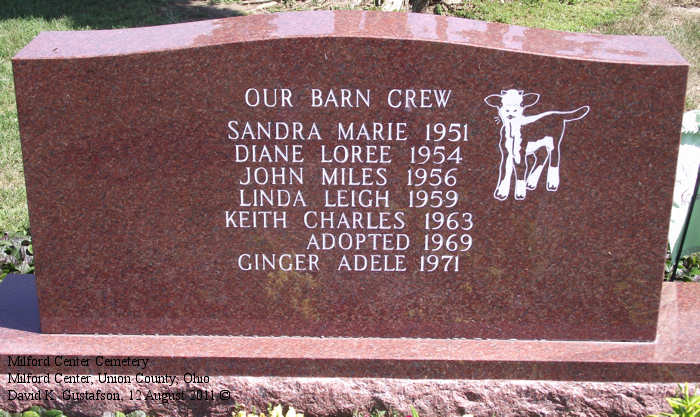 OUR BARN CREW
SANDRA MARIE 1951
DIANE LOREE 1954
JOHN MILES 1956
LINDA LEIGH 1959
KEITH CHARLES 1963
ADOPTED 1969
GINGER ADELE 1971
Milford Center Cemetery
Milford Center, Union County, Ohio
David K. Gustafson, 12 August 2011 ©